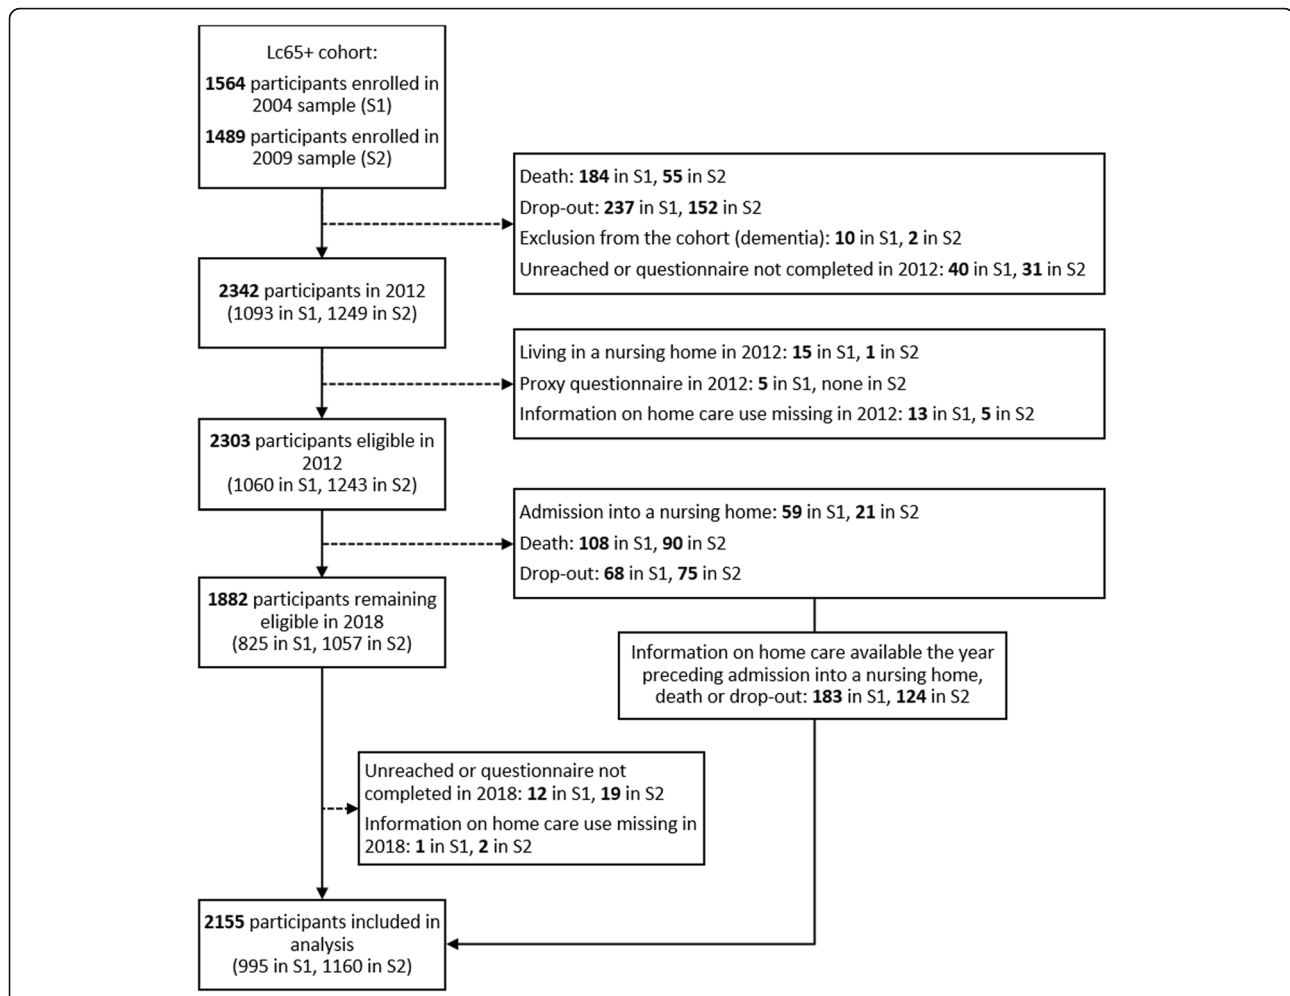 Lc65+ cohort:
1564 participants enrolled in
2004 sample (S1)
1489 participants enrolled in
2009 sample (S2)
Death: 184 in S1, 55 in S2
Drop-out: 237 in S1, 152 in S2
Exclusion from the cohort (dementia): 10 in S1, 2 in S2
Unreached or questionnaire not completed in 2012: 40 in S1, 31 in S2
2342 participants in 2012
(1093 in S1, 1249 in S2)
Living in a nursing home in 2012: 15 in S1, 1 in S2
Proxy questionnaire in 2012: 5 in S1, none in S2
Information on home care use missing in 2012: 13 in S1, 5 in S2
2303 participants eligible in
2012
(1060 in S1, 1243 in S2)
Admission into a nursing home: 59 in S1, 21 in S2
Death: 108 in S1, 90 in S2
Drop-out: 68 in S1, 75 in S2
1882 participants remaining
eligible in 2018
(825 in S1, 1057 in S2)
Information on home care available the year
preceding admission into a nursing home,
death or drop-out: 183 in S1, 124 in S2
Unreached or questionnaire not
completed in 2018: 12 in S1, 19 in S2
Information on home care use missing in
2018: 1 in S1, 2 in S2
2155 participants included in
analysis
(995 in S1, 1160 in S2)